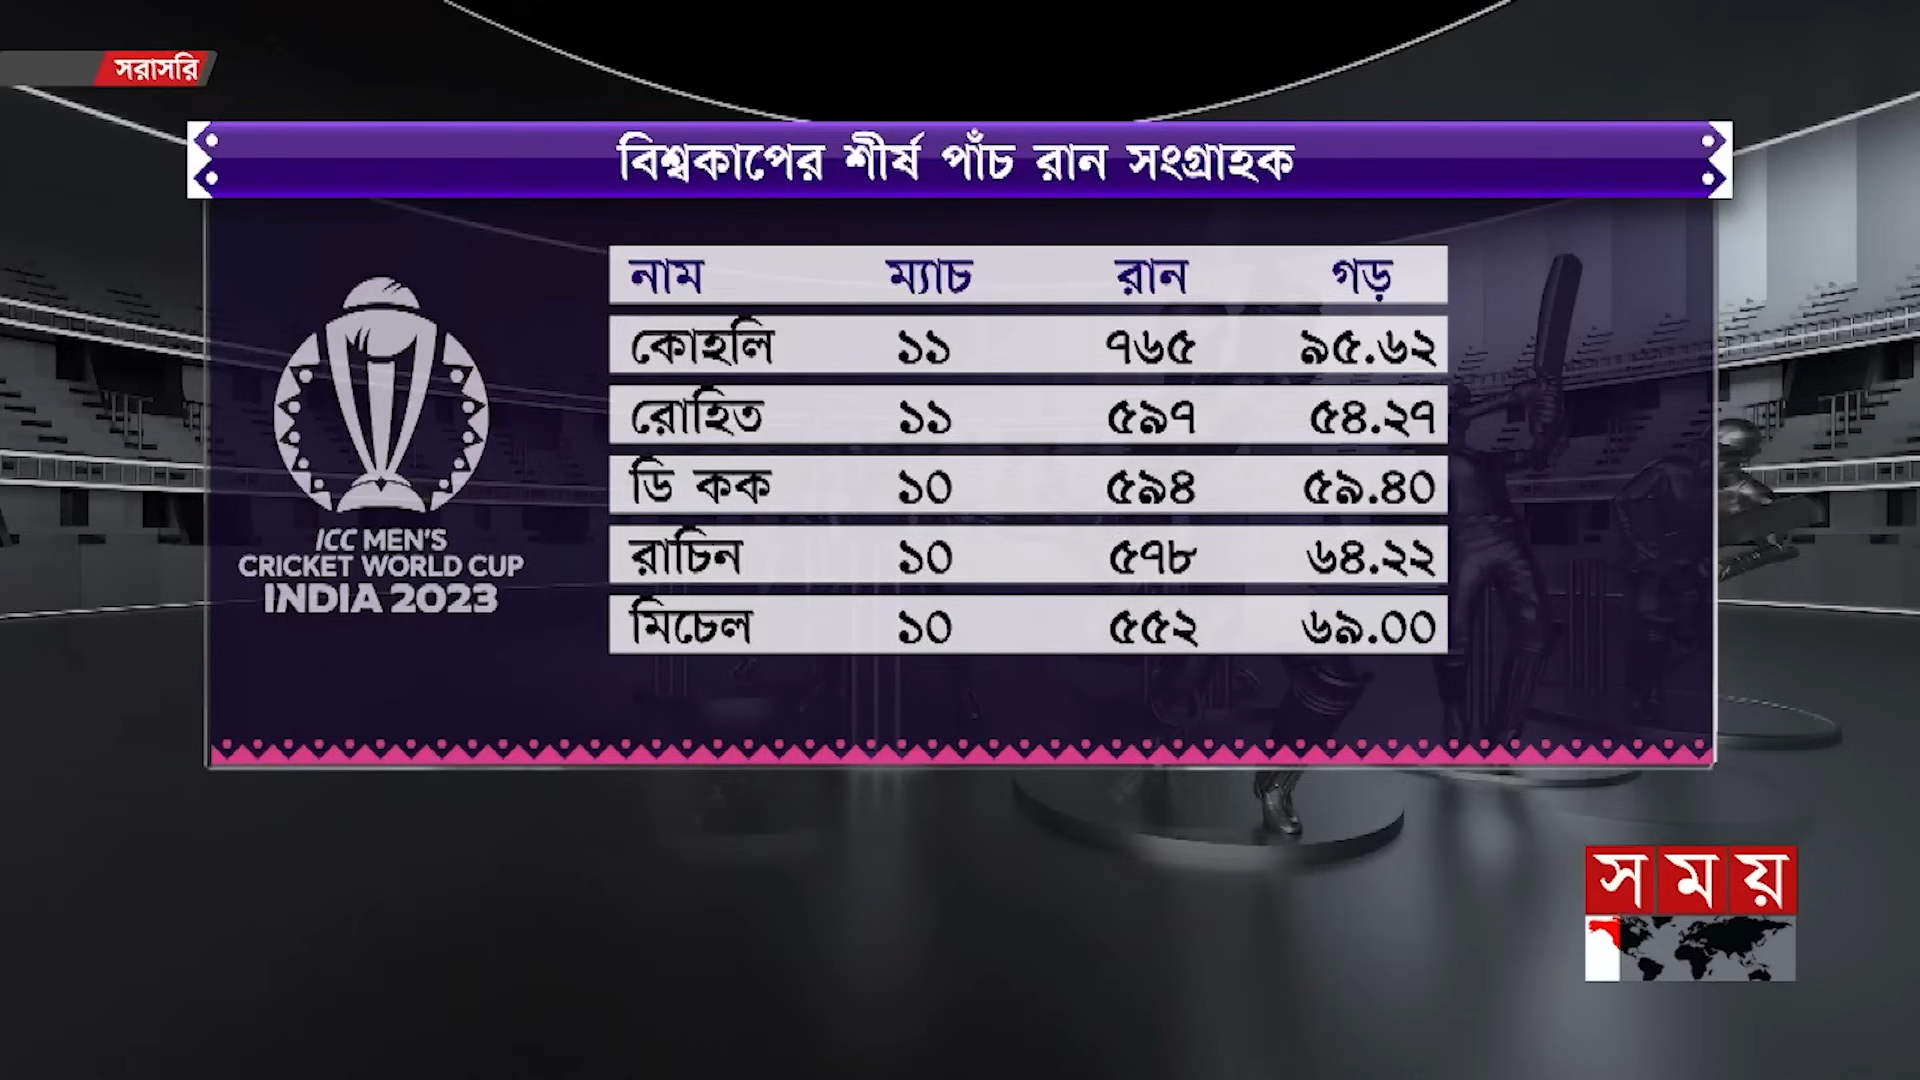 সরাসরি
বিশ্বকাপের শীর্ষ পাঁচ রান সংগ্রাহক
নাম ম্যাচ রান গড়
কোহলি ১১ ৭৬৫ ৯৫.৬২
রোহিত ১১ ৫৯৭ ৫৪.২৭
ডি কক ১০ ৫৯৪ ৫৯.৪০
রাচিন ১০ ৫৭৮ ৬৪.২২
মিচেল ১০ ৫৫২ ৬৯.০০
ICC MEN'S
CRICKET WORLD CUP
INDIA 2023
সময়